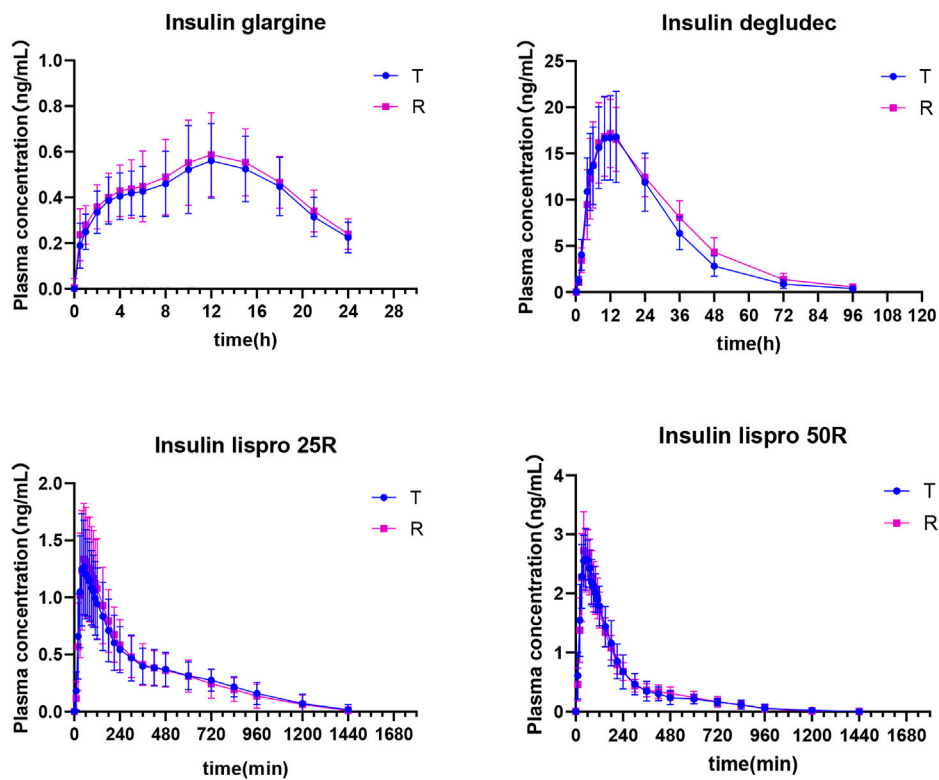 Insulin glargine
Plasma concentration(ng/mL)
1.0
0.8
0.6
0.4
0.2
0.0
0 4 8 12 16 20 24 28
time(h)
T
R
Insulin degludec
Plasma concentration(ng/mL)
25
20
15
10
5
0
0 12 24 36 48 60 72 84 96 108 120
time(h)
T
R
Insulin lispro 25R
Plasma concentration(ng/mL)
2.0
1.5
1.0
0.5
0.0
0 240 480 720 960 1200 1440 1680
time(min)
T
R
Insulin lispro 50R
Plasma concentration(ng/mL)
4
3
2
1
0
0 240 480 720 960 1200 1440 1680
time(min)
T
R